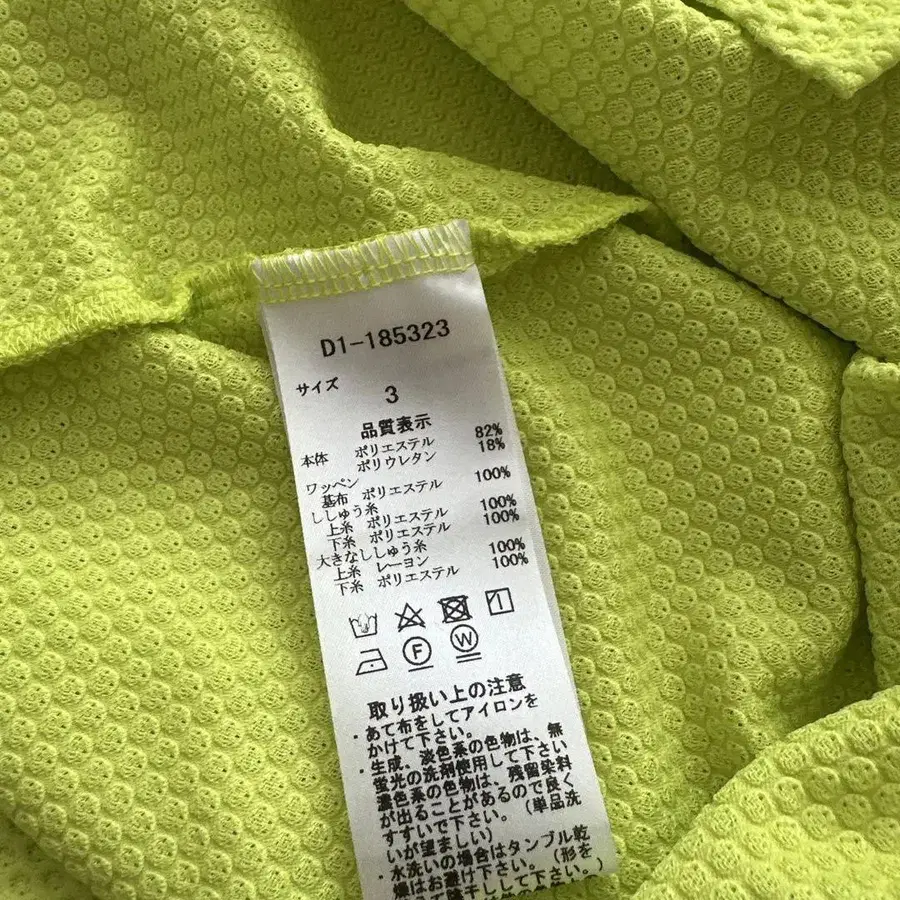 D1-185323
サイズ
3
品質表示
本体 ポリエステル 82%
ポリウレタン 18%
ワッペン
基布 ポリエステル 100%
ししゅう糸
上糸 ポリエステル 100%
下糸 ポリエステル 100%
大きなししゅう糸
上糸 レーヨン 100%
下糸 ポリエステル 100%
F W
取り扱い上の注意
・あて布をしてアイロンを
かけて下さい。
・生成、淡色系の色物は、無
蛍光の洗剤使用して下さい
濃色系の色物は、残留染料
が出ることがあるので良く
すすいで下さい。(単品洗
いが望ましい)
・水洗いの場合はタンブル乾
燥はお避け下さい。(形を
えて陰干しして下さい。)